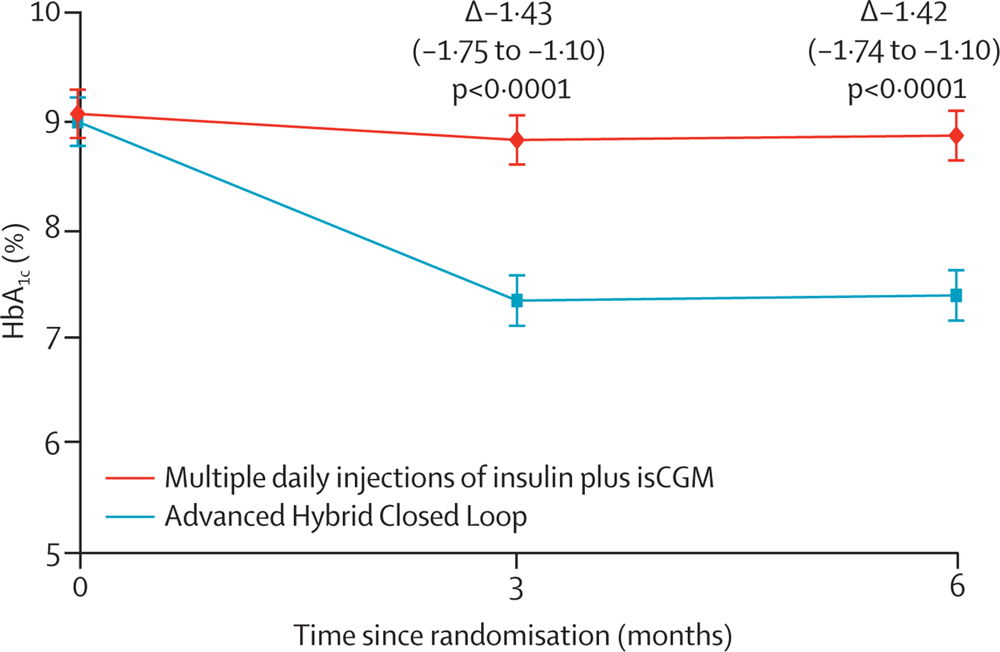 Δ–1·43
(–1·75 to –1·10)
p<0·0001
Δ–1·42
(–1·74 to –1·10)
p<0·0001
10
9
8
7
6
5
HbA1c (%)
Multiple daily injections of insulin plus isCGM
Advanced Hybrid Closed Loop
0
3
6
Time since randomisation (months)